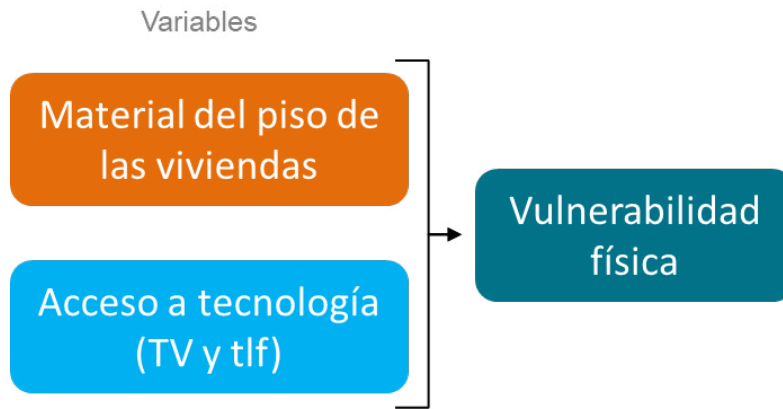 Variables
Material del piso de
las viviendas
Vulnerabilidad
física
Acceso a tecnología
(TV y tlf)